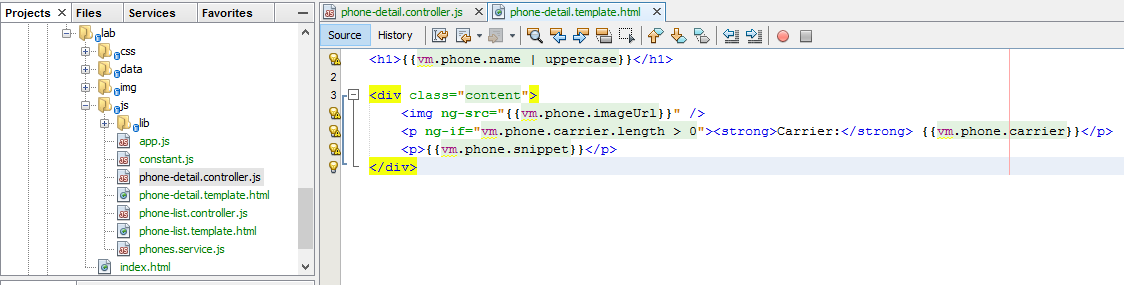 Projects Files Services Favorites
lab
css
data
img
js
lib
app.js
constant.js
phone-detail.controller.js
phone-detail.template.html
phone-list.controller.js
phone-list.template.html
phones.service.js
index.html
phone-detail.controller.js phone-detail.template.html
Source History
<h1>{{vm.phone.name | uppercase}}</h1>
2
3 <div class="content">
<img ng-src="{{vm.phone.imageUrl}}" />
<p ng-if="vm.phone.carrier.length > 0"><strong>Carrier:</strong> {{vm.phone.carrier}}</p>
<p>{{vm.phone.snippet}}</p>
</div>